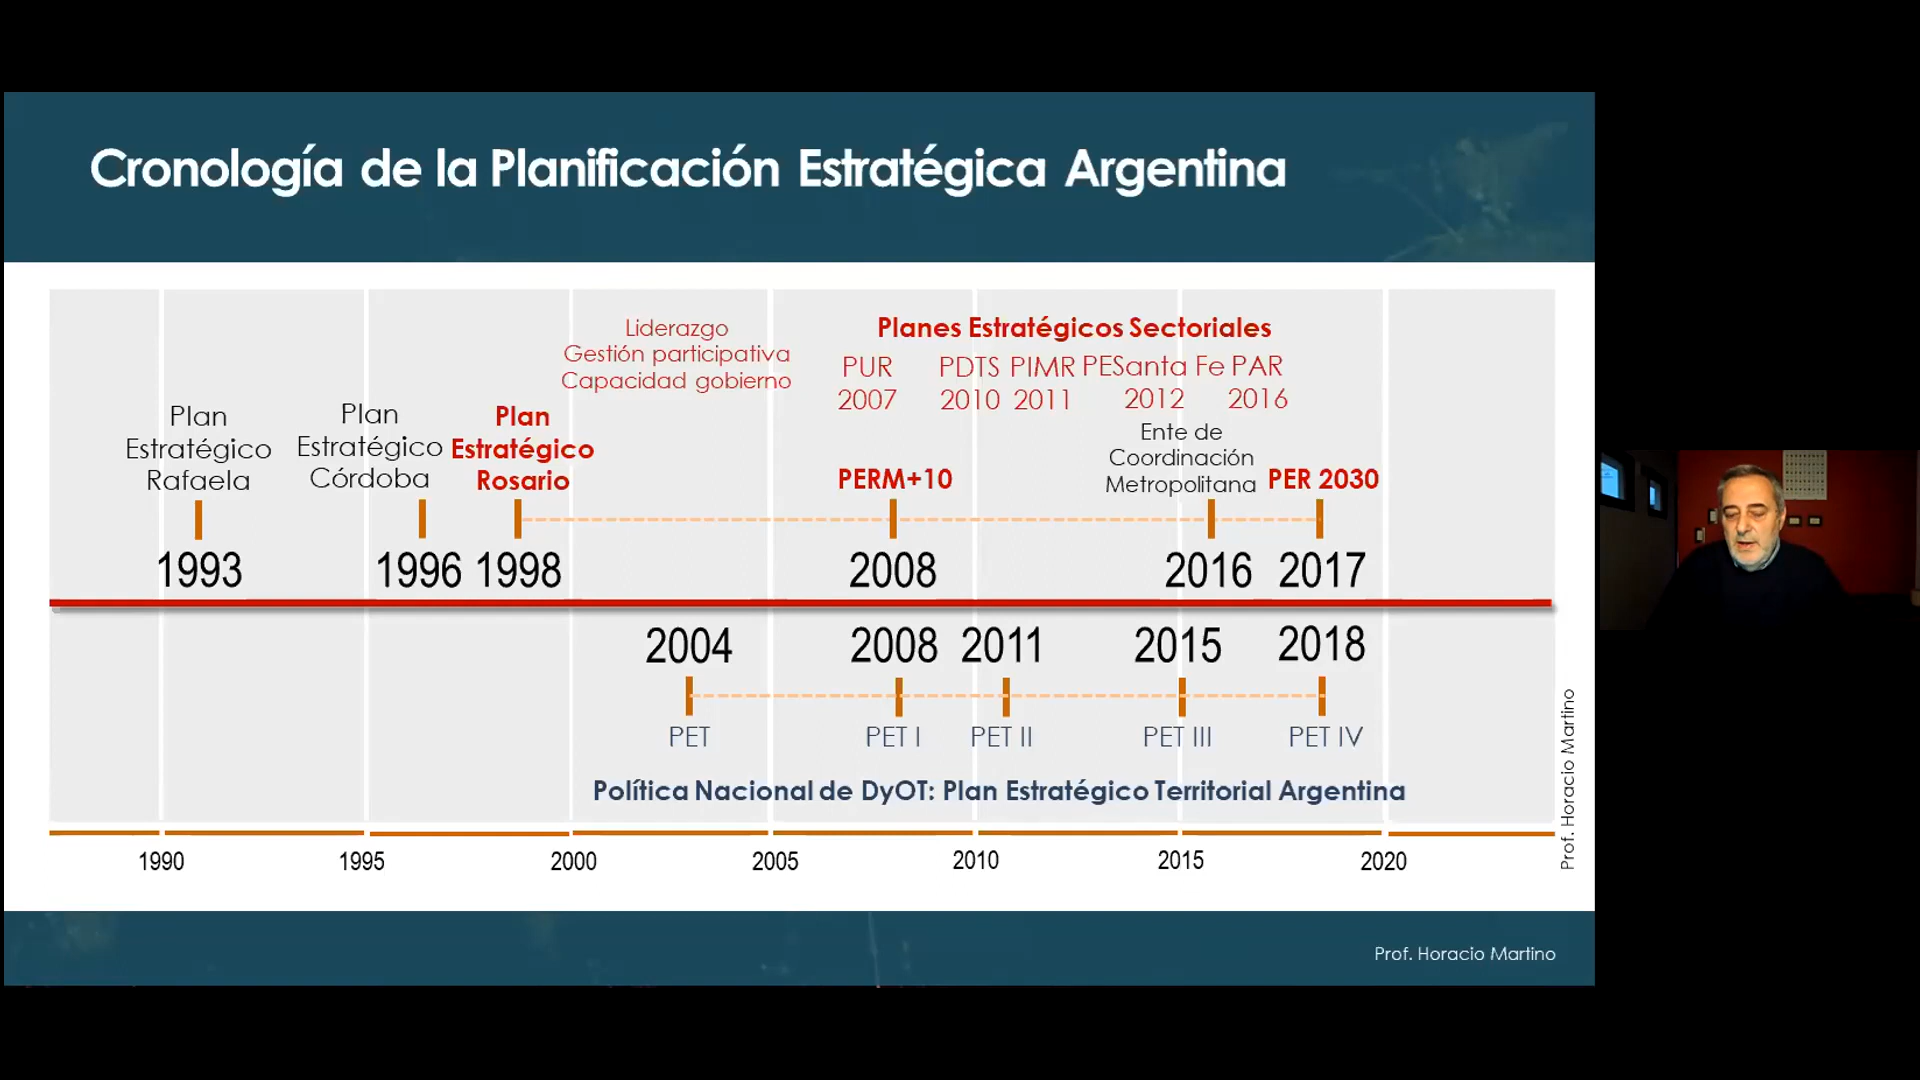 Cronología de la Planificación Estratégica Argentina
Liderazgo
Gestión participativa
Capacidad gobierno
Planes Estratégicos Sectoriales
PUR PDTS PIMR PESanta Fe PAR
2007 2010 2011 2012 2016
Plan
Estratégico
Rafaela
Plan
Estratégico
Córdoba
Plan
Estratégico
Rosario
PERM+10
Ente de
Coordinación
Metropolitana
PER 2030
1993 1996 1998 2008 2016 2017
2004 2008 2011 2015 2018
PET PET I PET II PET III PET IV
Política Nacional de DyOT: Plan Estratégico Territorial Argentina
1990 1995 2000 2005 2010 2015 2020
Prof. Horacio Martino
Prof. Horacio Martino